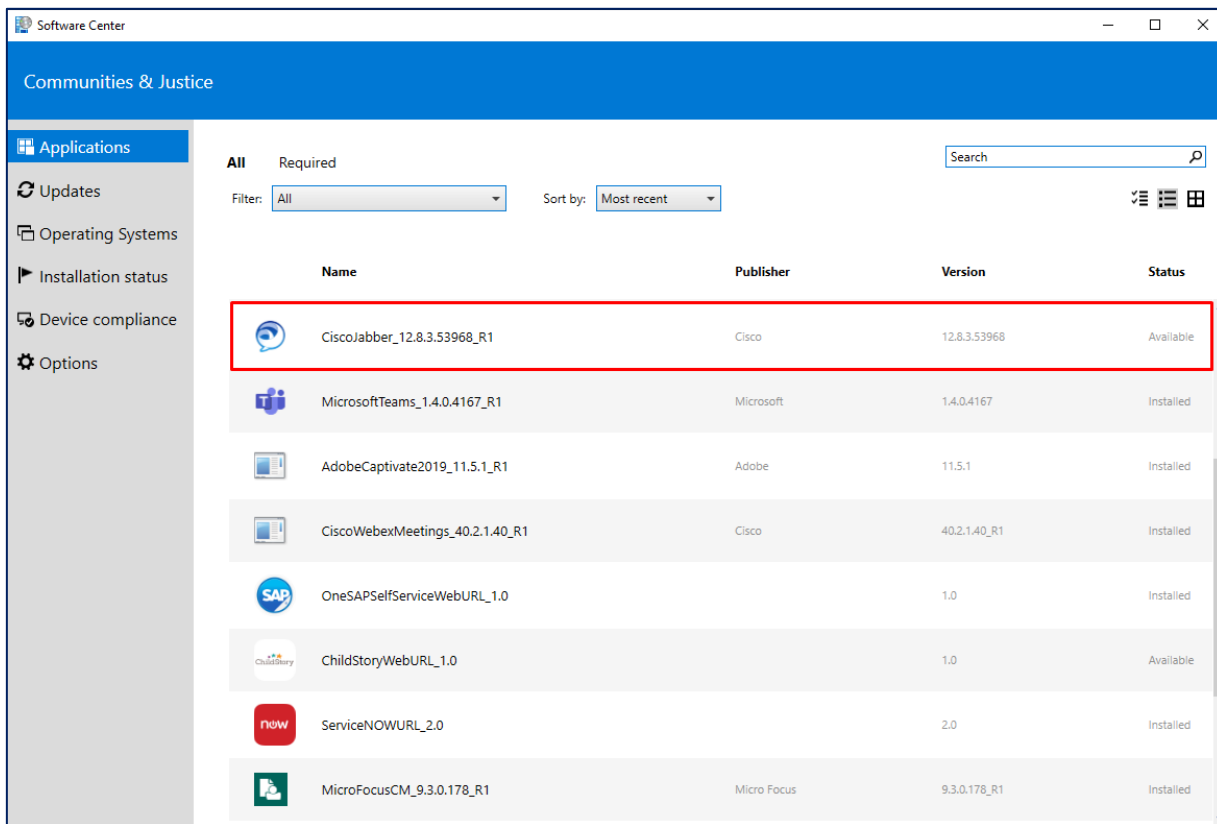 Software Center
Communities & Justice
Applications
Updates
Operating Systems
Installation status
Device compliance
Options
All Required
Search
Filter: All Sort by: Most recent
Name Publisher Version Status
CiscoJabber_12.8.3.53968_R1 Cisco 12.8.3.53968 Available
MicrosoftTeams_1.4.0.4167_R1 Microsoft 1.4.0.4167 Installed
AdobeCaptivate2019_11.5.1_R1 Adobe 11.5.1 Installed
CiscoWebexMeetings_40.2.1.40_R1 Cisco 40.2.1.40_R1 Installed
SAP OneSAPSelfServiceWebURL_1.0 1.0 Installed
ChildStory ChildStoryWebURL_1.0 1.0 Available
now ServiceNOWURL_2.0 2.0 Installed
MicroFocusCM_9.3.0.178_R1 Micro Focus 9.3.0.178_R1 Installed